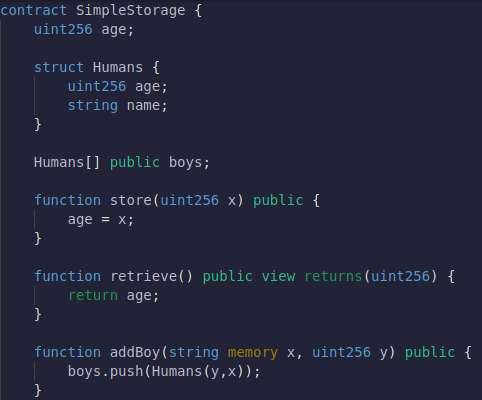 contract SimpleStorage {
    uint256 age;

    struct Humans {
        uint256 age;
        string name;
    }

    Humans[] public boys;

    function store(uint256 x) public {
        age = x;
    }

    function retrieve() public view returns(uint256) {
        return age;
    }

    function addBoy(string memory x, uint256 y) public {
        boys.push(Humans(y,x));
    }